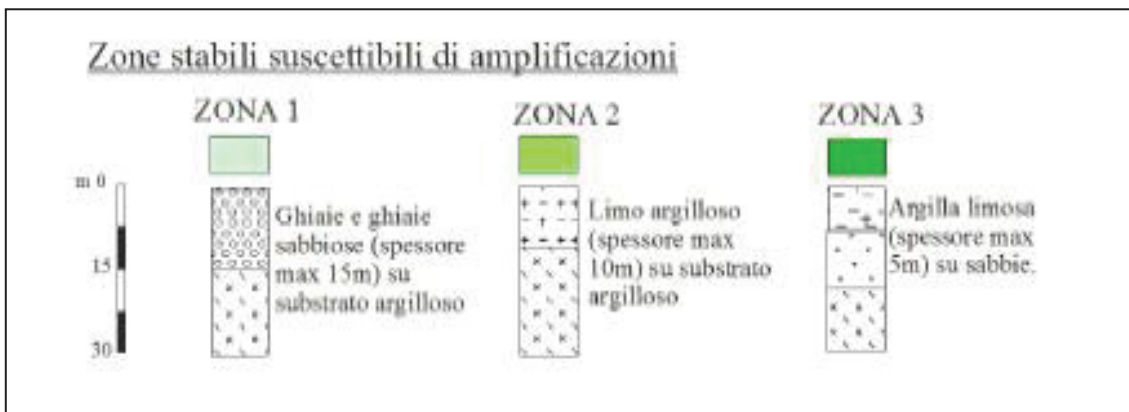 Zone stabili suscettibili di amplificazioni
ZONA 1
ZONA 2
ZONA 3
m 0
15
30
Ghiaie e ghiaie
sabbiose (spessore
max 15m) su
substrato argilloso
Limo argilloso
(spessore max
10m) su substrato
argilloso
Argilla limosa
(spessore max
5m) su sabbie.